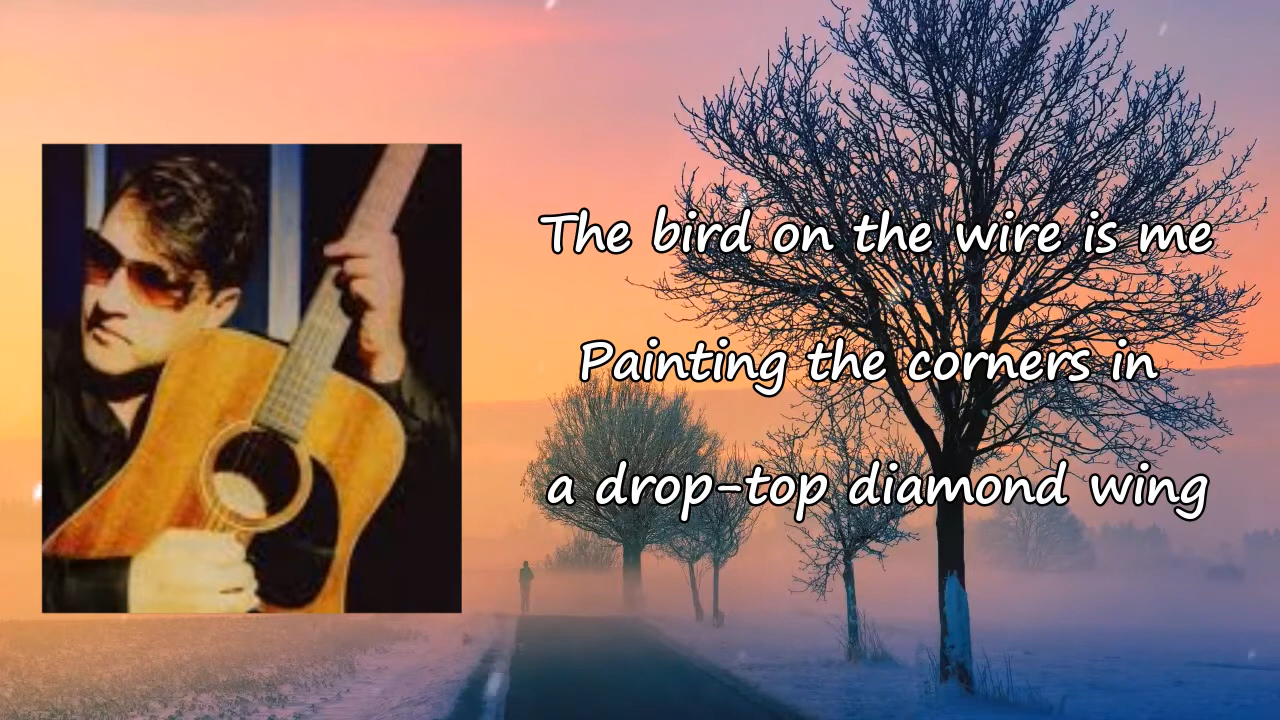 The bird on the wire is me
Painting the corners in
a drop-top diamond wing